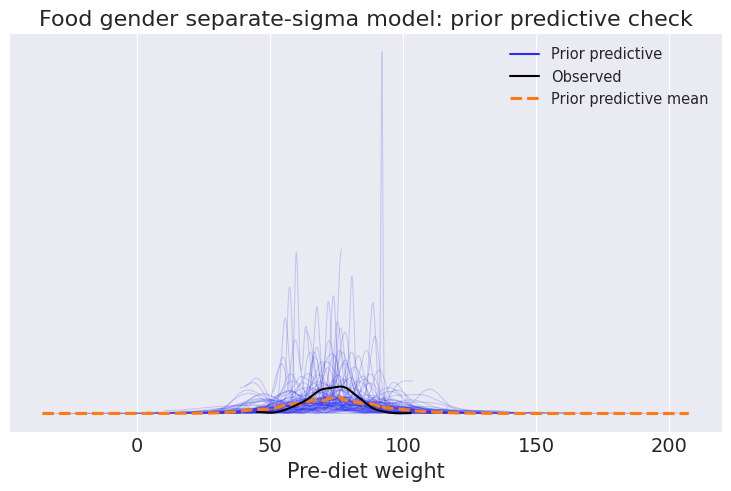 Food gender separate-sigma model: prior predictive check
Prior predictive
Observed
Prior predictive mean
0 50 100 150 200
Pre-diet weight